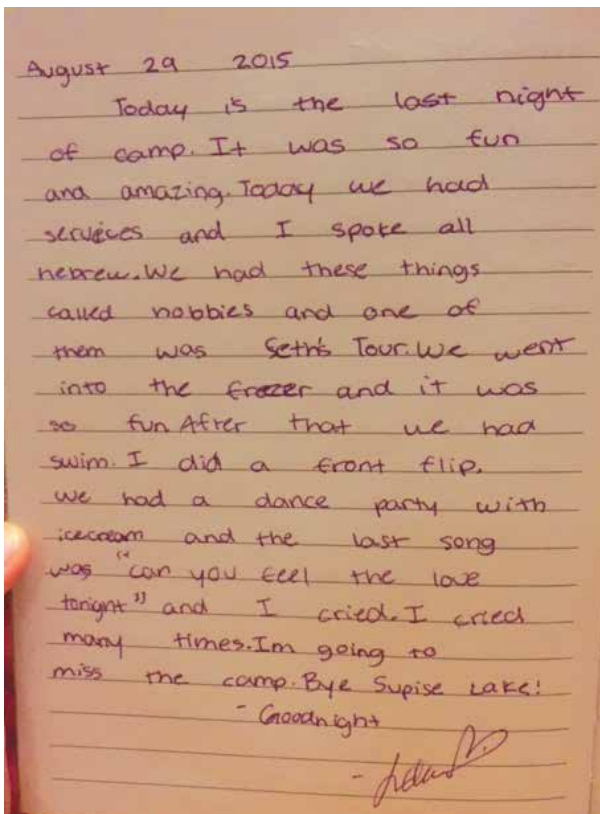 August 29 2015
Today is the last night
of camp. It was so fun
and amazing. Today we had
services and I spoke all
hebrew. We had these things
called hobbies and one of
them was Seth's Tour. We went
into the frezer and it was
so fun After that we had
swim. I did a front flip.
we had a dance party with
icecream and the last song
was "can you feel the love
tonight" and I cried. I cried
many times. Im going to
miss the camp. Bye Supise Lake!
- Goodnight
-